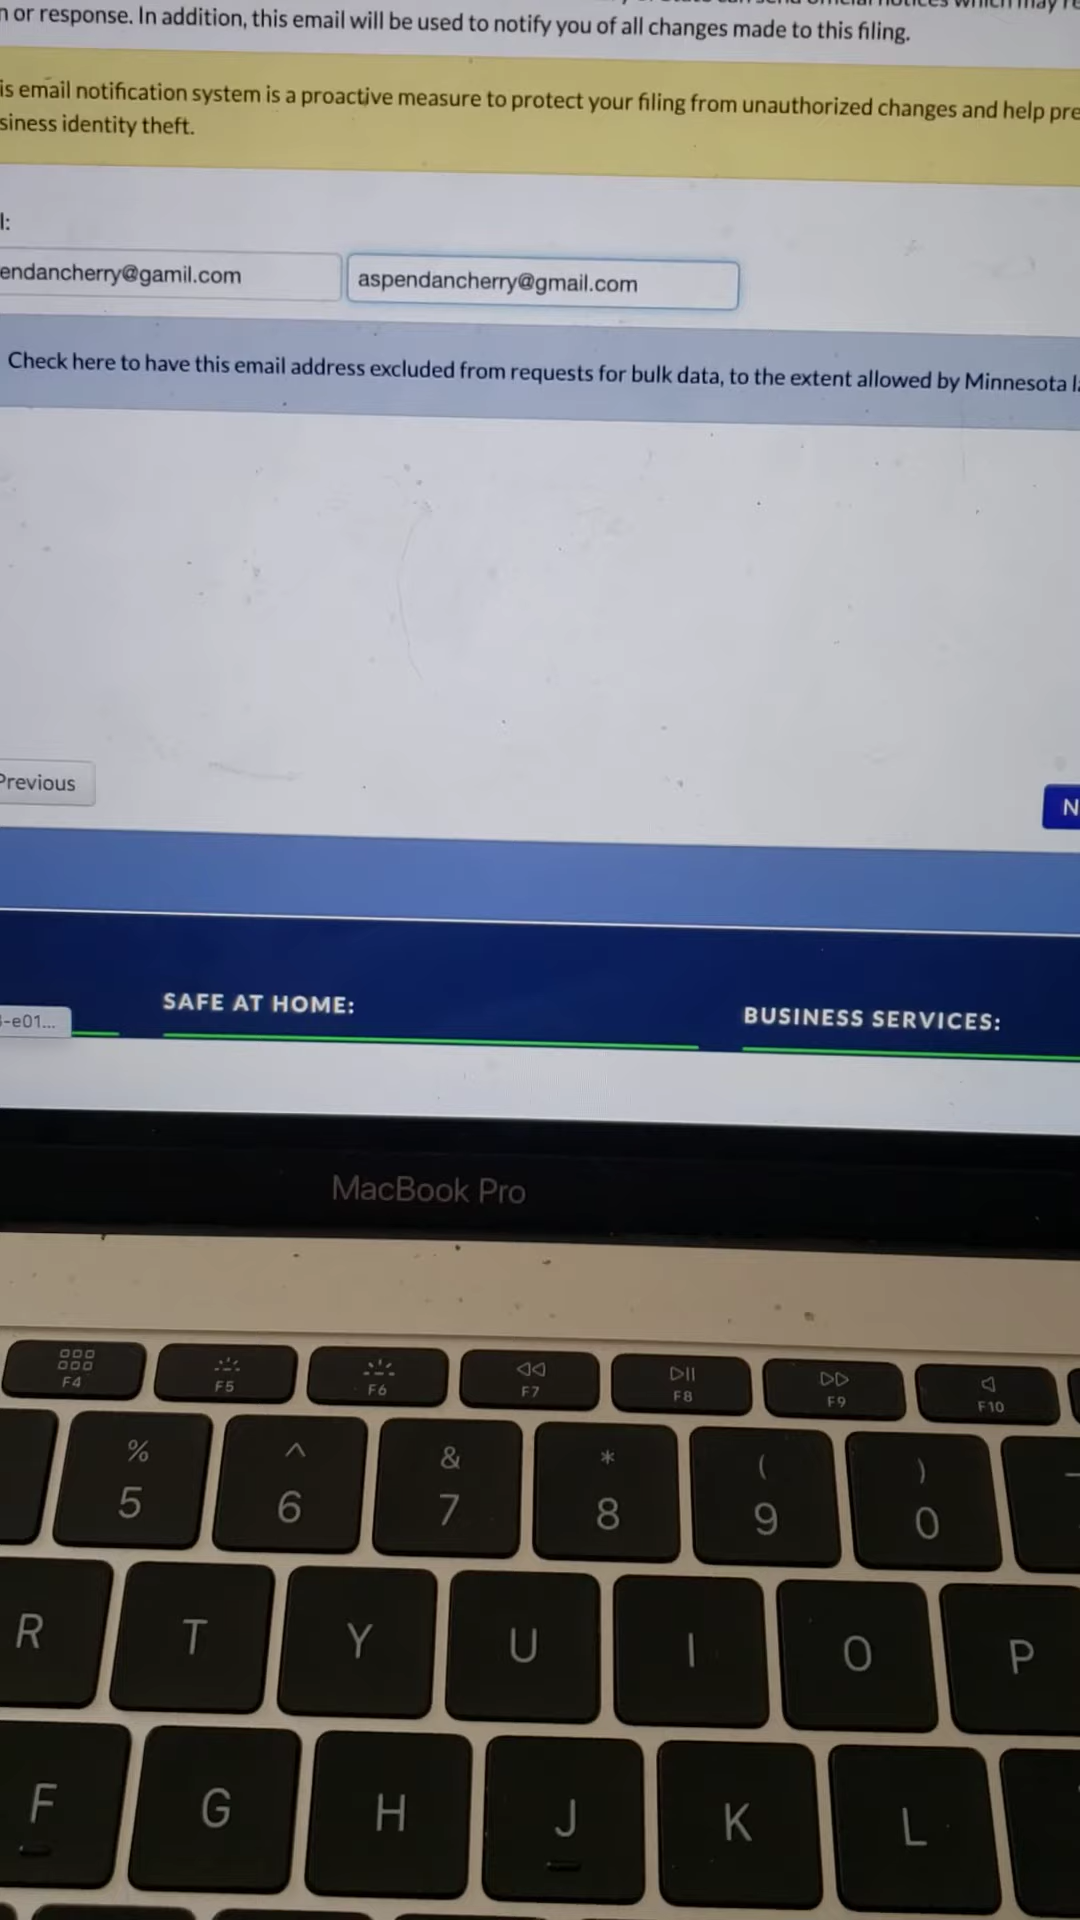 or response. In addition, this email will be used to notify you of all changes made to this filing.
is email notification system is a proactive measure to protect your filing from unauthorized changes and help pre
siness identity theft.
l:
endancherry@gamil.com
aspendancherry@gmail.com
Check here to have this email address excluded from requests for bulk data, to the extent allowed by Minnesota l
Previous
N
SAFE AT HOME:
BUSINESS SERVICES:
-e01...
MacBook Pro
F4 F5 F6 F7 F8 F9 F10
% ^ & * ( )
5 6 7 8 9 0
R T Y U I O P
F G H J K L